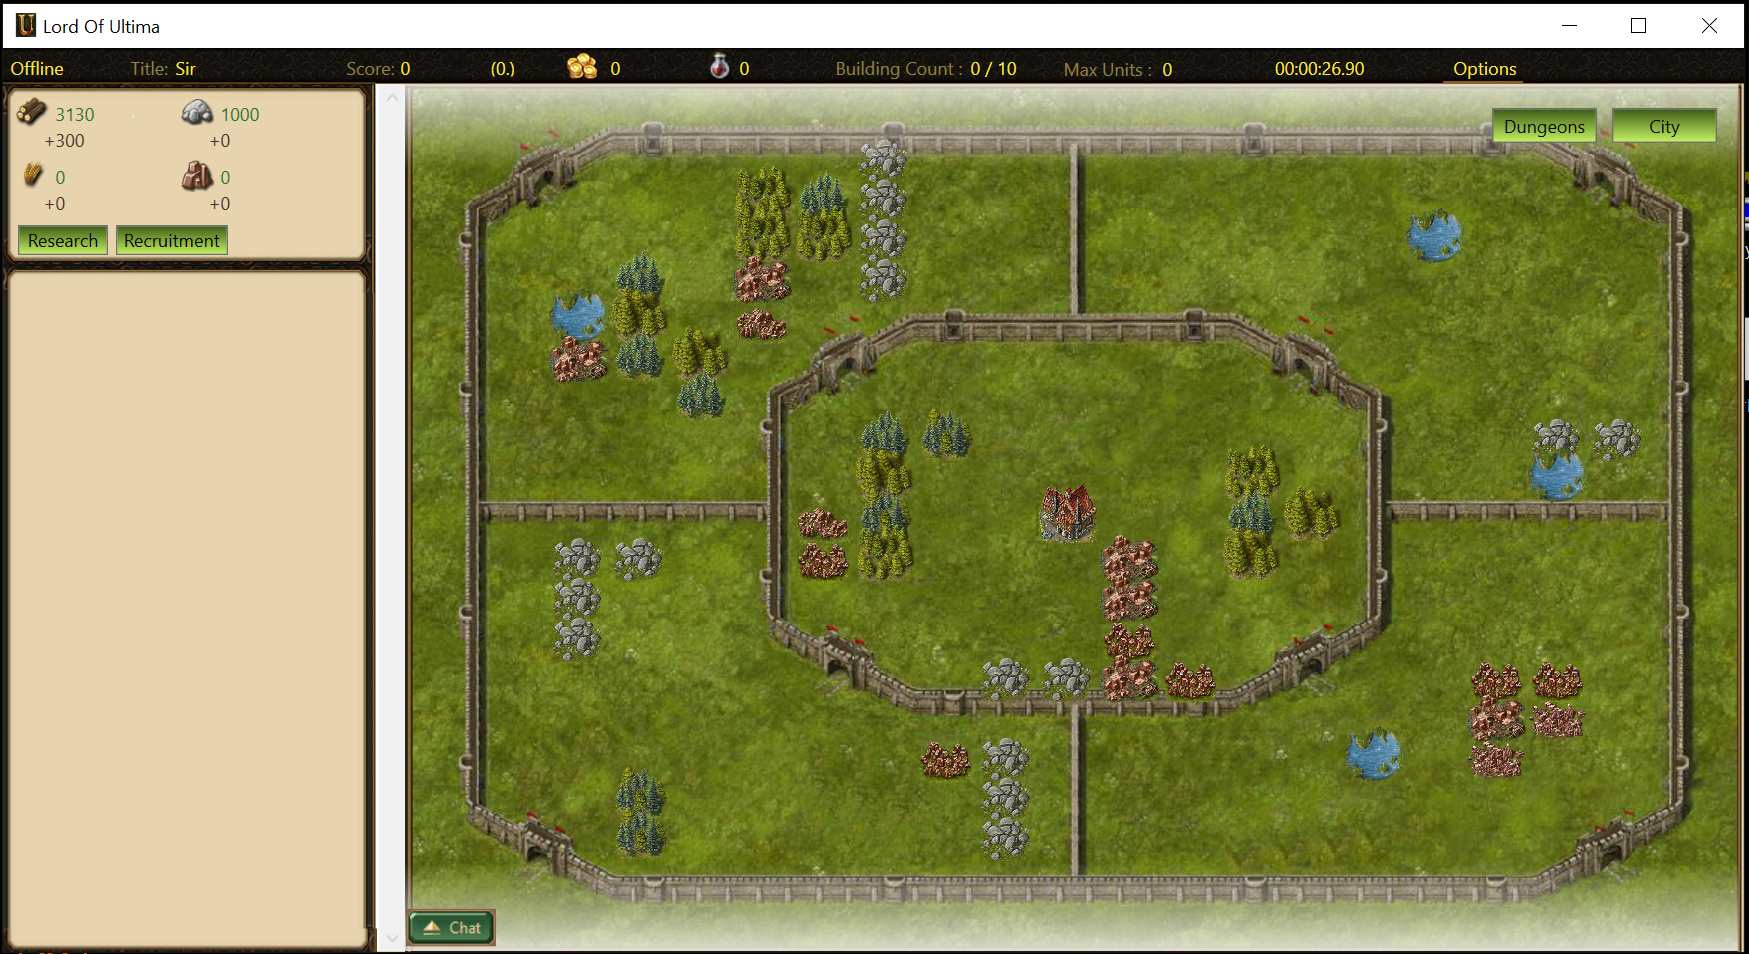 Lord Of Ultima
Offline Title: Sir Score: 0 (0.) 0 0 Building Count : 0 / 10 Max Units : 0 00:00:26.90 Options
3130 1000
+300 +0
0 0
+0 +0
Research Recruitment
Dungeons City
Chat